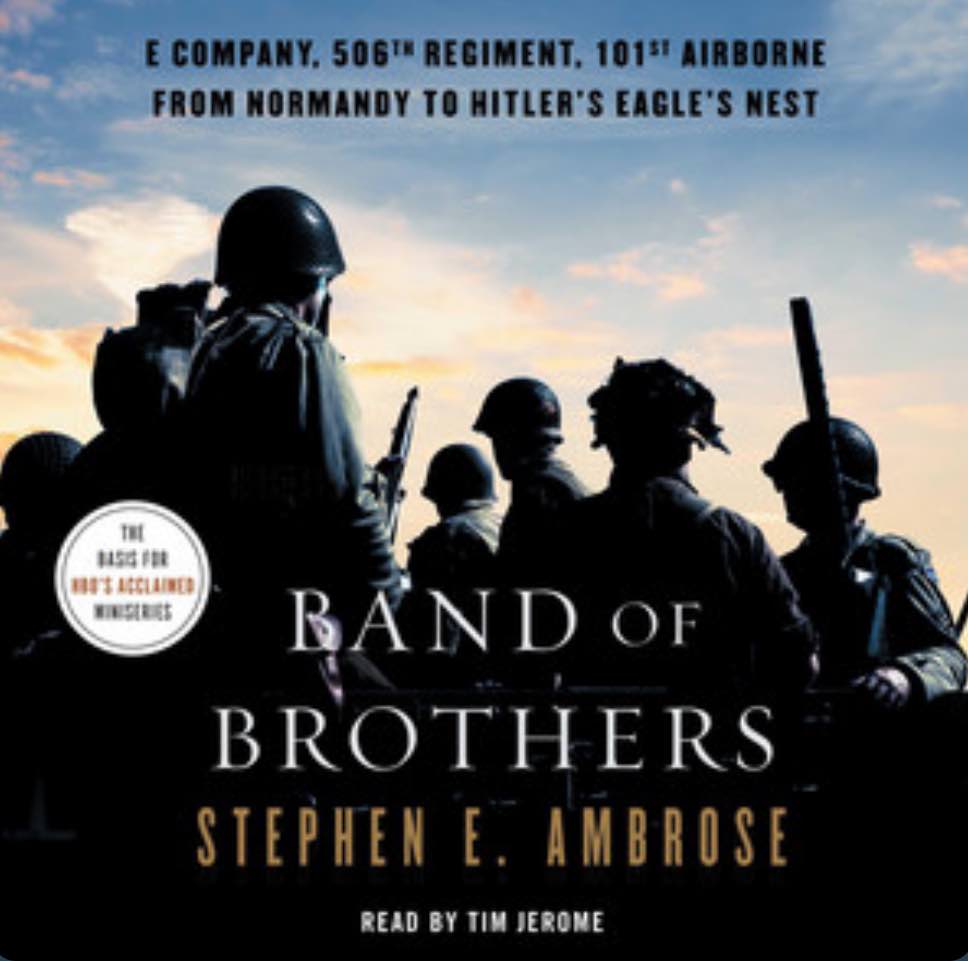 E COMPANY, 506TH REGIMENT, 101ST AIRBORNE
FROM NORMANDY TO HITLER'S EAGLE'S NEST
THE
BASIS FOR
HBO'S ACCLAIMED
MINISERIES
BAND OF
BROTHERS
STEPHEN E. AMBROSE
READ BY TIM JEROME